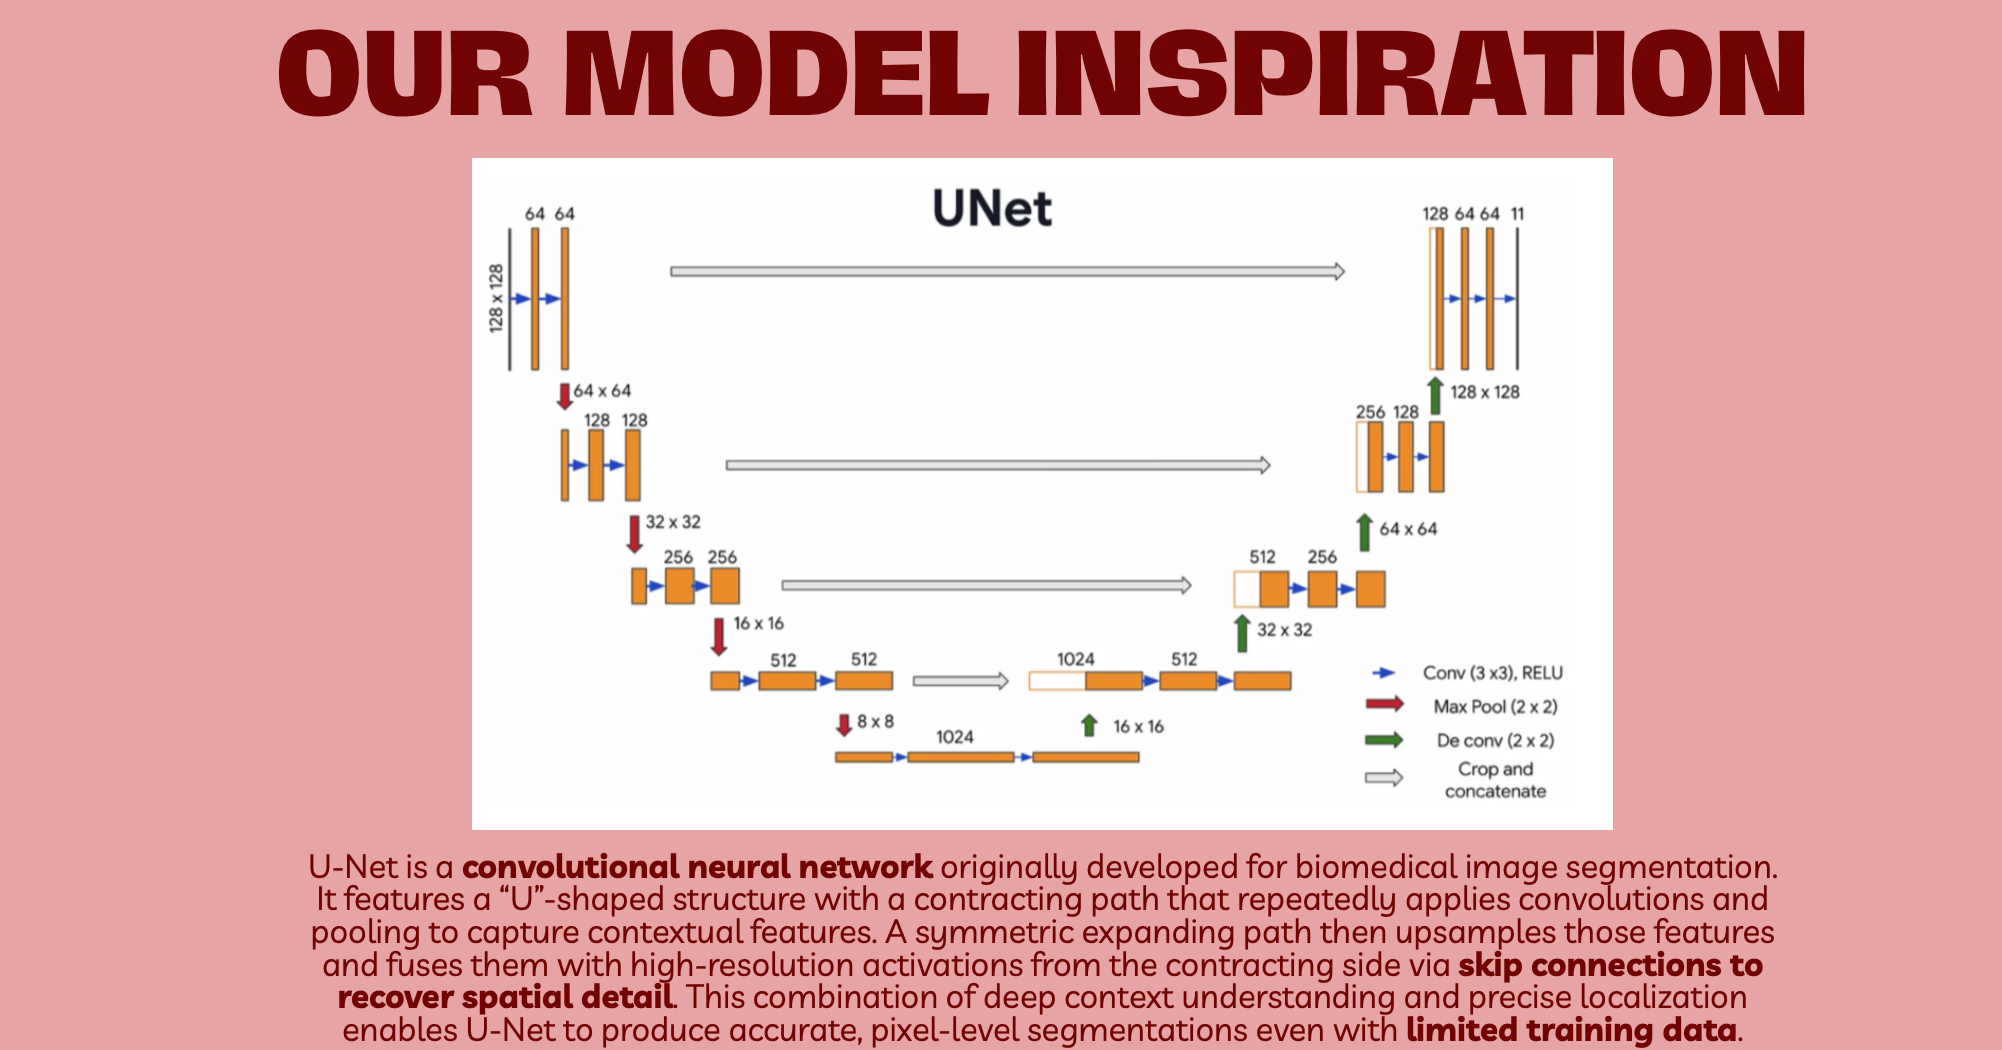 OUR MODEL INSPIRATION
UNet
64 64
128 x 128
128 64 64 11
64 x 64
128 x 128
128 128
256 128
32 x 32
64 x 64
256 256
512 256
16 x 16
32 x 32
512 512
1024 512
8 x 8
16 x 16
1024
Conv (3 x3), RELU
Max Pool (2 x 2)
De conv (2 x 2)
Crop and
concatenate
U-Net is a convolutional neural network originally developed for biomedical image segmentation.
It features a “U”-shaped structure with a contracting path that repeatedly applies convolutions and
pooling to capture contextual features. A symmetric expanding path then upsamples those features
and fuses them with high-resolution activations from the contracting side via skip connections to
recover spatial detail. This combination of deep context understanding and precise localization
enables U-Net to produce accurate, pixel-level segmentations even with limited training data.